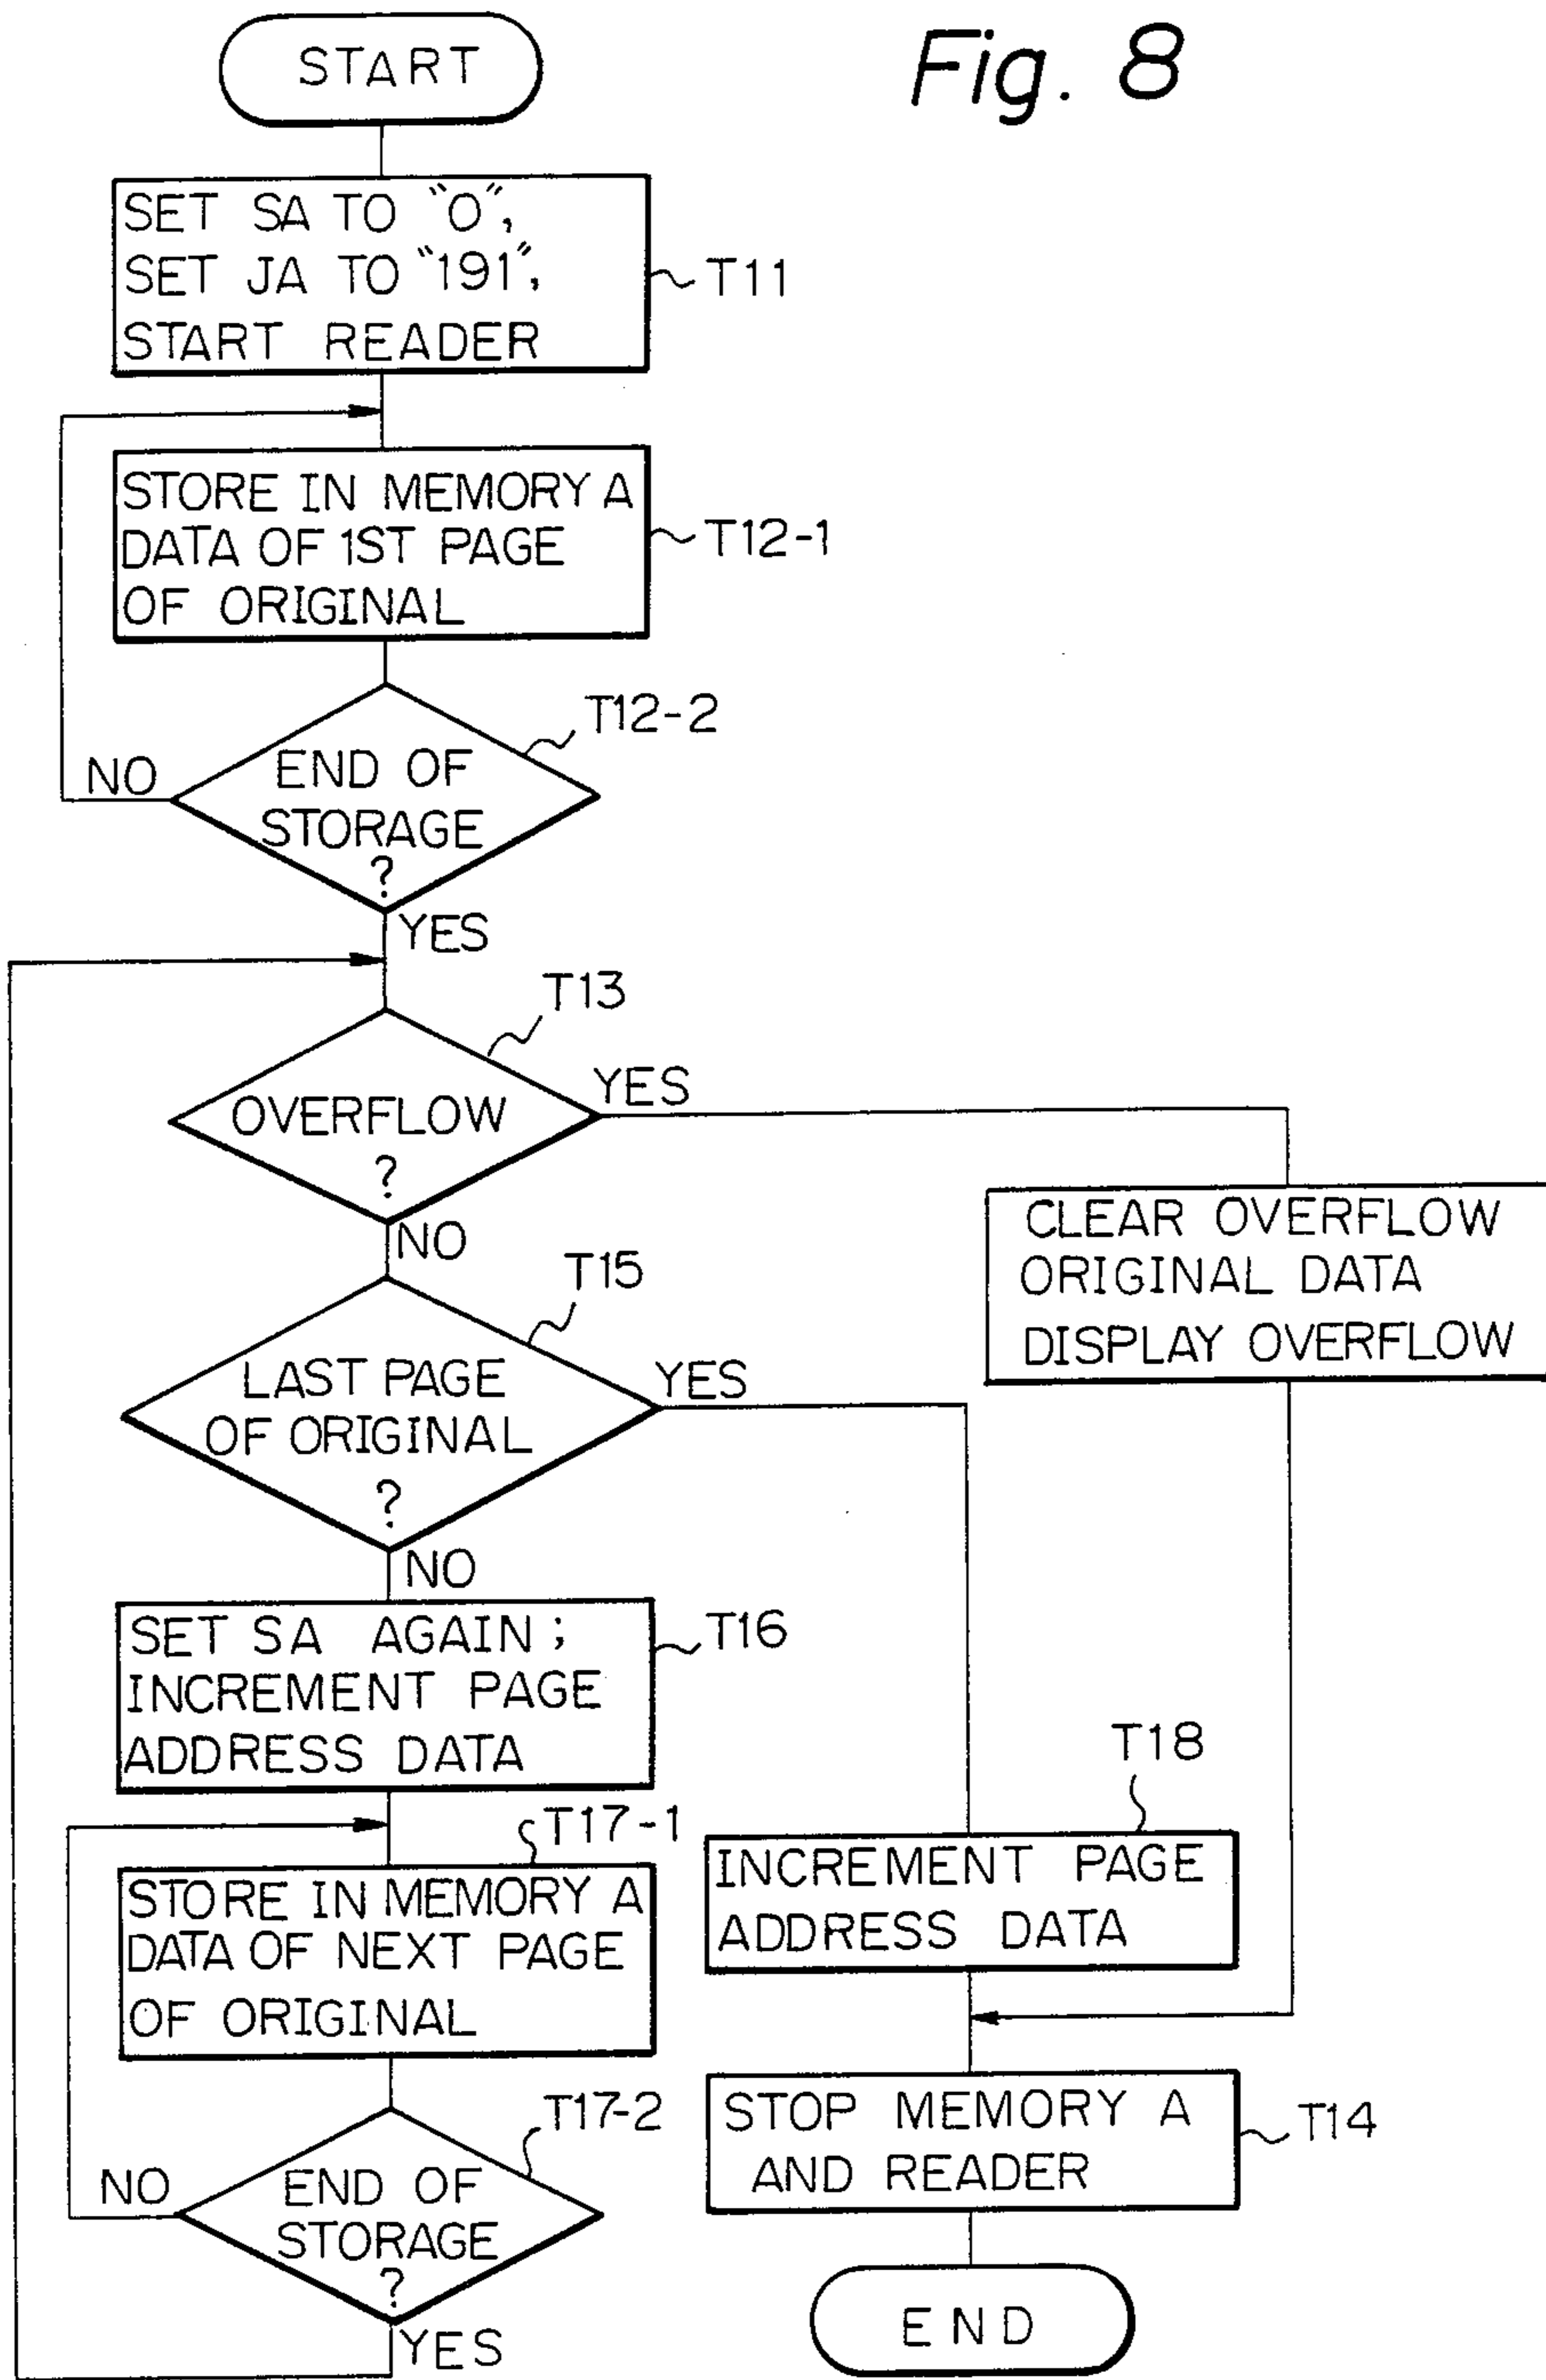 Fig. 8
START
SET SA TO "0",
SET JA TO "191",
START READER
T11
STORE IN MEMORY A
DATA OF 1ST PAGE
OF ORIGINAL
T12-1
T12-2
END OF
STORAGE
?
NO
YES
T13
OVERFLOW
?
YES
NO
CLEAR OVERFLOW
ORIGINAL DATA
DISPLAY OVERFLOW
T15
LAST PAGE
OF ORIGINAL
?
YES
NO
SET SA AGAIN;
INCREMENT PAGE
ADDRESS DATA
T16
T17-1
STORE IN MEMORY A
DATA OF NEXT PAGE
OF ORIGINAL
T18
INCREMENT PAGE
ADDRESS DATA
T17-2
END OF
STORAGE
?
NO
YES
STOP MEMORY A
AND READER
T14
END